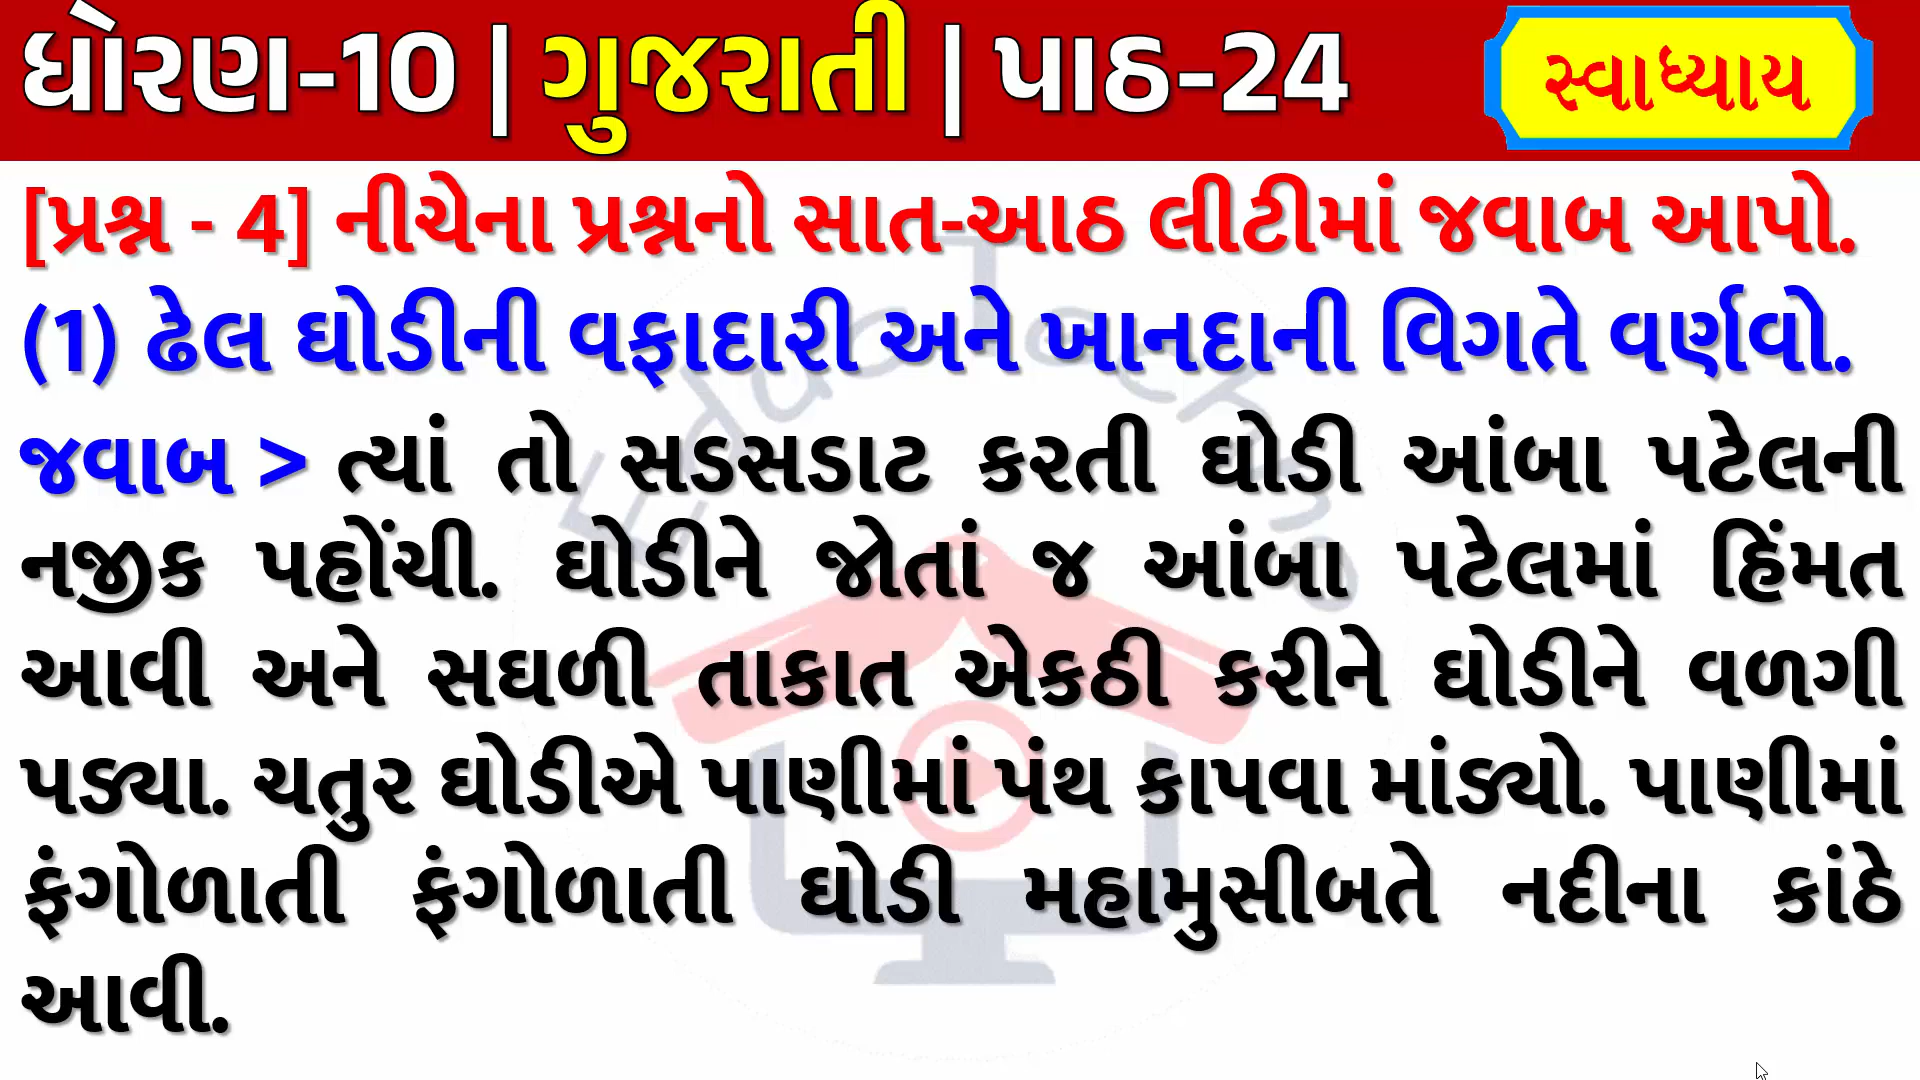 ધોરણ-10 | ગુજરાતી | પાઠ-24
સ્વાધ્યાય
[પ્રશ્ન - 4] નીચેના પ્રશ્નનો સાત-આઠ લીટીમાં જવાબ આપો.
(1) ઢેલ ઘોડીની વફાદારી અને ખાનદાની વિગતે વર્ણવો.
જવાબ > ત્યાં તો સડસડાટ કરતી ઘોડી આંબા પટેલની
નજીક પહોંચી. ઘોડીને જોતાં જ આંબા પટેલમાં હિંમત
આવી અને સઘળી તાકાત એકઠી કરીને ઘોડીને વળગી
પડ્યા. ચતુર ઘોડીએ પાણીમાં પંથ કાપવા માંડ્યો. પાણીમાં
ફંગોળાતી ફંગોળાતી ઘોડી મહામુસીબતે નદીના કાંઠે
આવી.